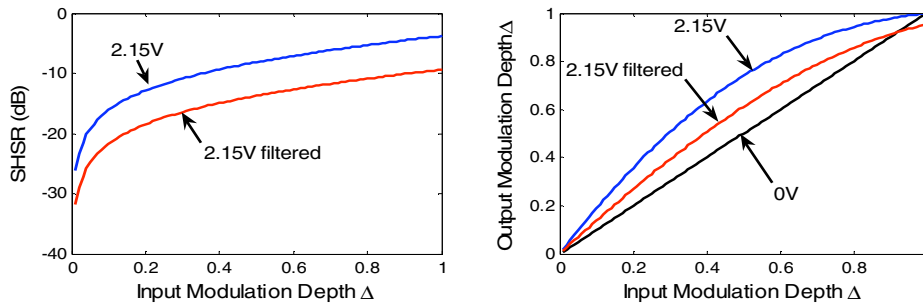 0
-10
-20
-30
-40
SHSR (dB)
2.15V
2.15V filtered
0 0.2 0.4 0.6 0.8 1
Input Modulation Depth Δ
1
0.8
0.6
0.4
0.2
0
Output Modulation DepthΔ
2.15V
2.15V filtered
0V
0 0.2 0.4 0.6 0.8
Input Modulation Depth Δ